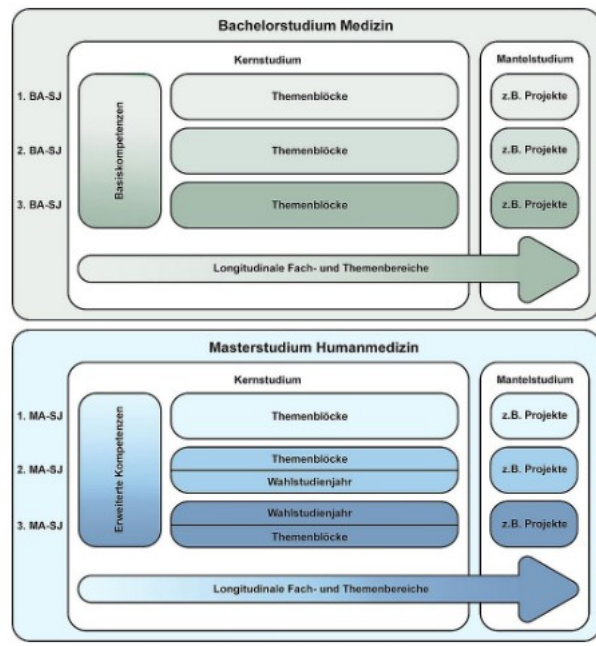 Bachelorstudium Medizin
Kernstudium
Mantelstudium
Basiskompetenzen
1. BA-SJ
Themenblöcke
z.B. Projekte
2. BA-SJ
Themenblöcke
z.B. Projekte
3. BA-SJ
Themenblöcke
z.B. Projekte
Longitudinale Fach- und Themenbereiche
Masterstudium Humanmedizin
Kernstudium
Mantelstudium
Erweiterte Kompetenzen
1. MA-SJ
Themenblöcke
z.B. Projekte
2. MA-SJ
Themenblöcke
Wahlstudienjahr
z.B. Projekte
3. MA-SJ
Wahlstudienjahr
Themenblöcke
z.B. Projekte
Longitudinale Fach- und Themenbereiche